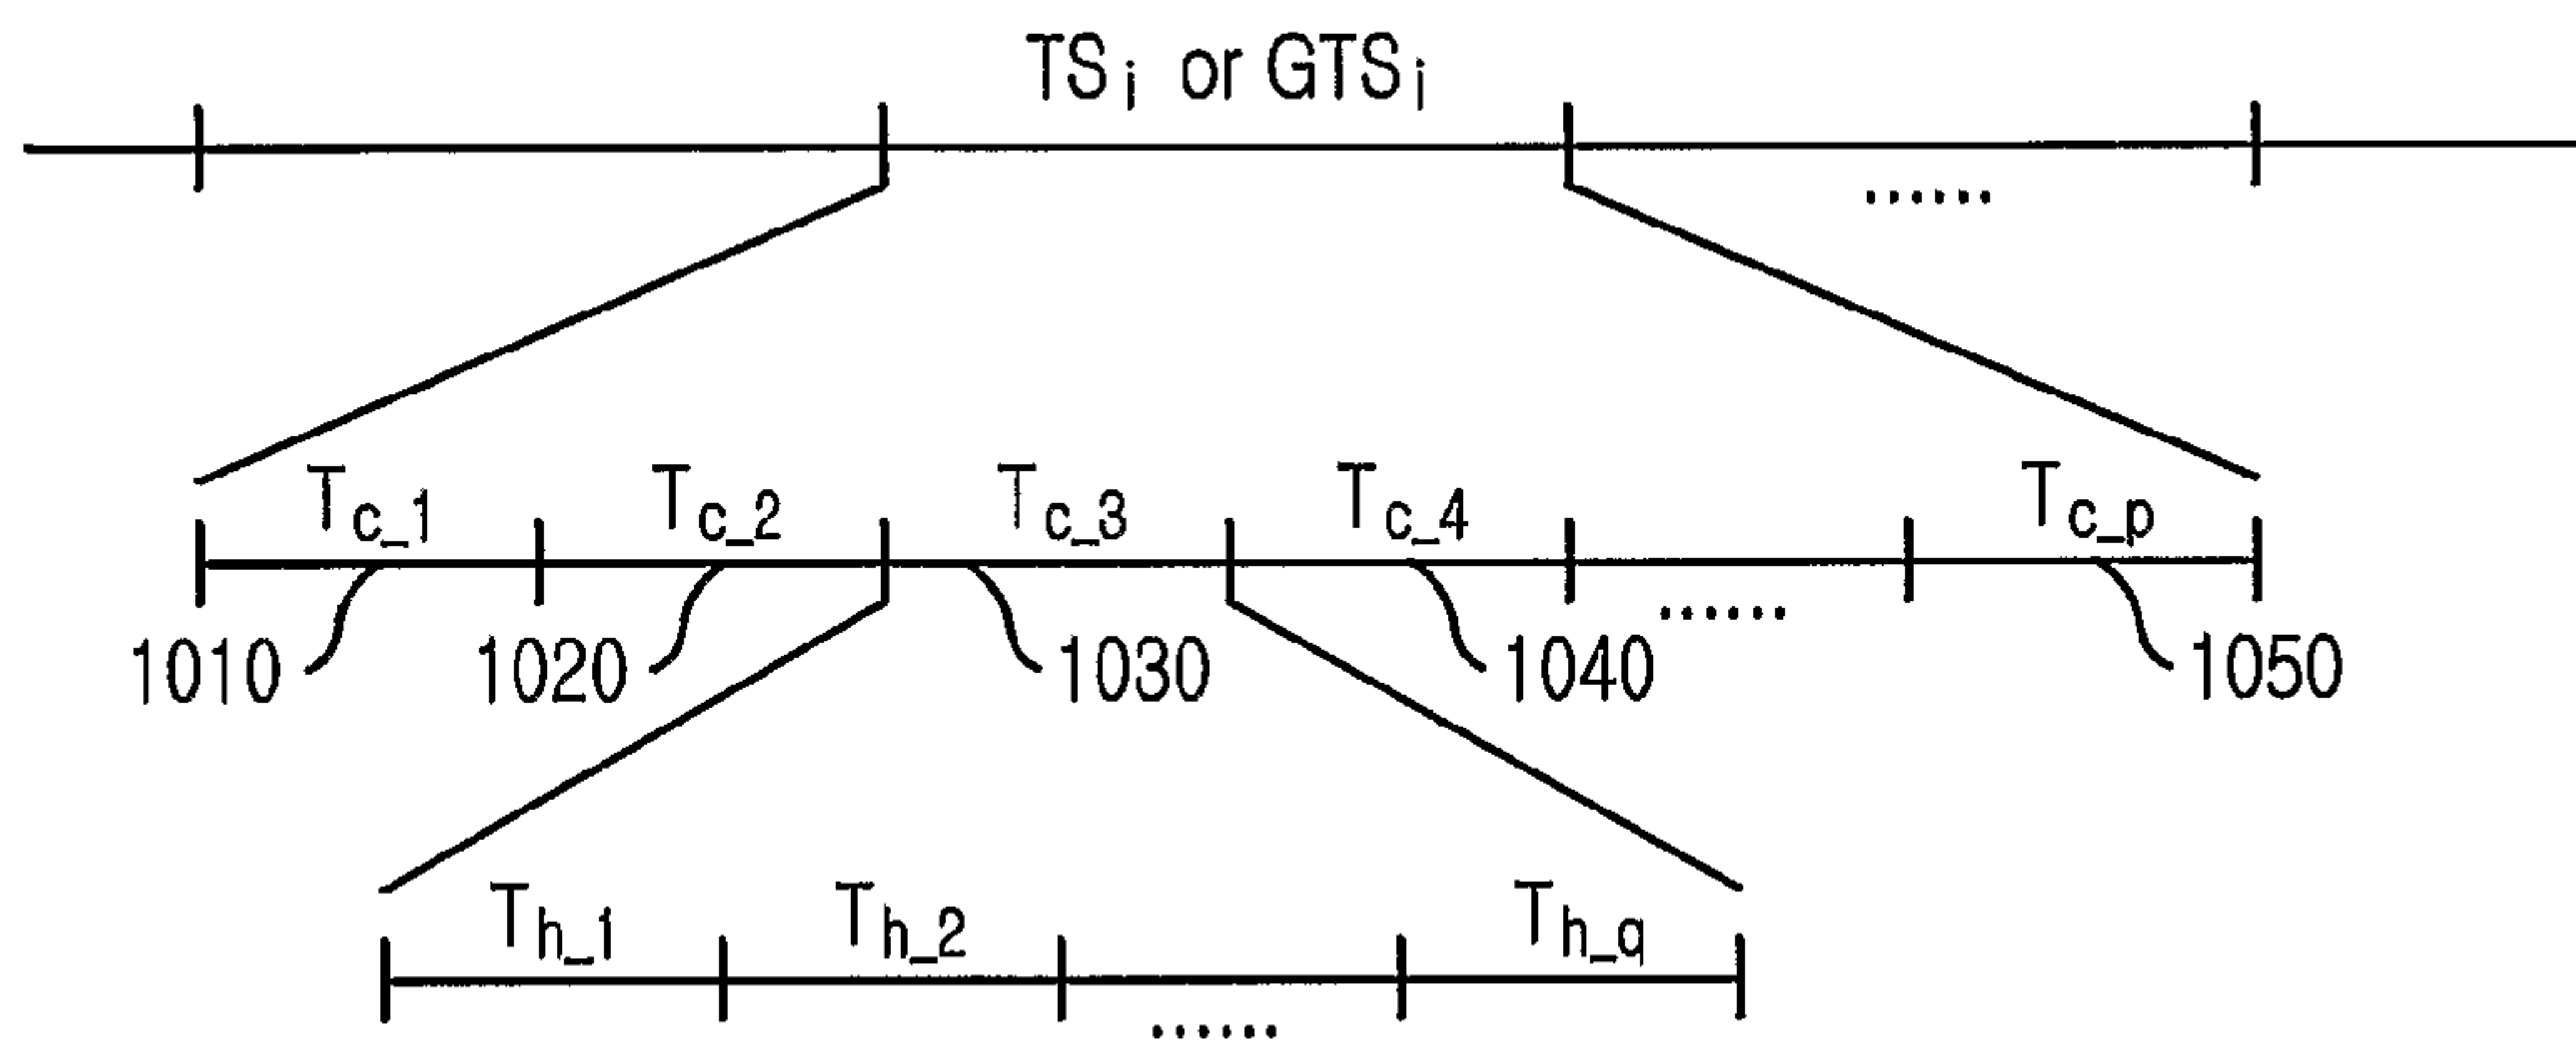 TSi or GTSi
......
Tc_1 Tc_2 Tc_3 Tc_4 Tc_p
......
1010 1020 1030 1040 1050
Th_1 Th_2 Th_q
......